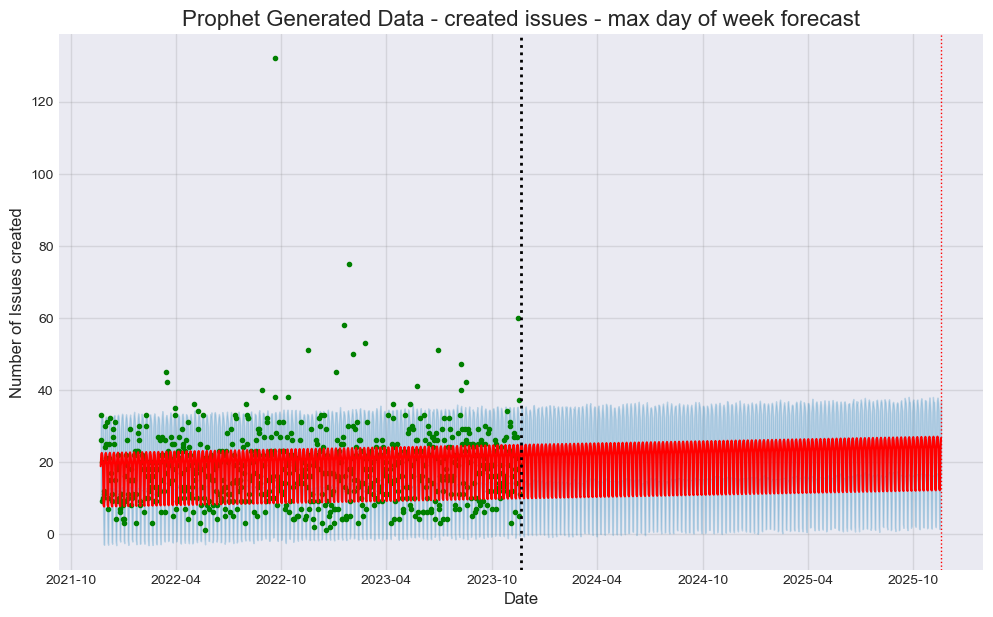 Prophet Generated Data - created issues - max day of week forecast
Number of Issues created
120
100
80
60
40
20
0
2021-10 2022-04 2022-10 2023-04 2023-10 2024-04 2024-10 2025-04 2025-10
Date